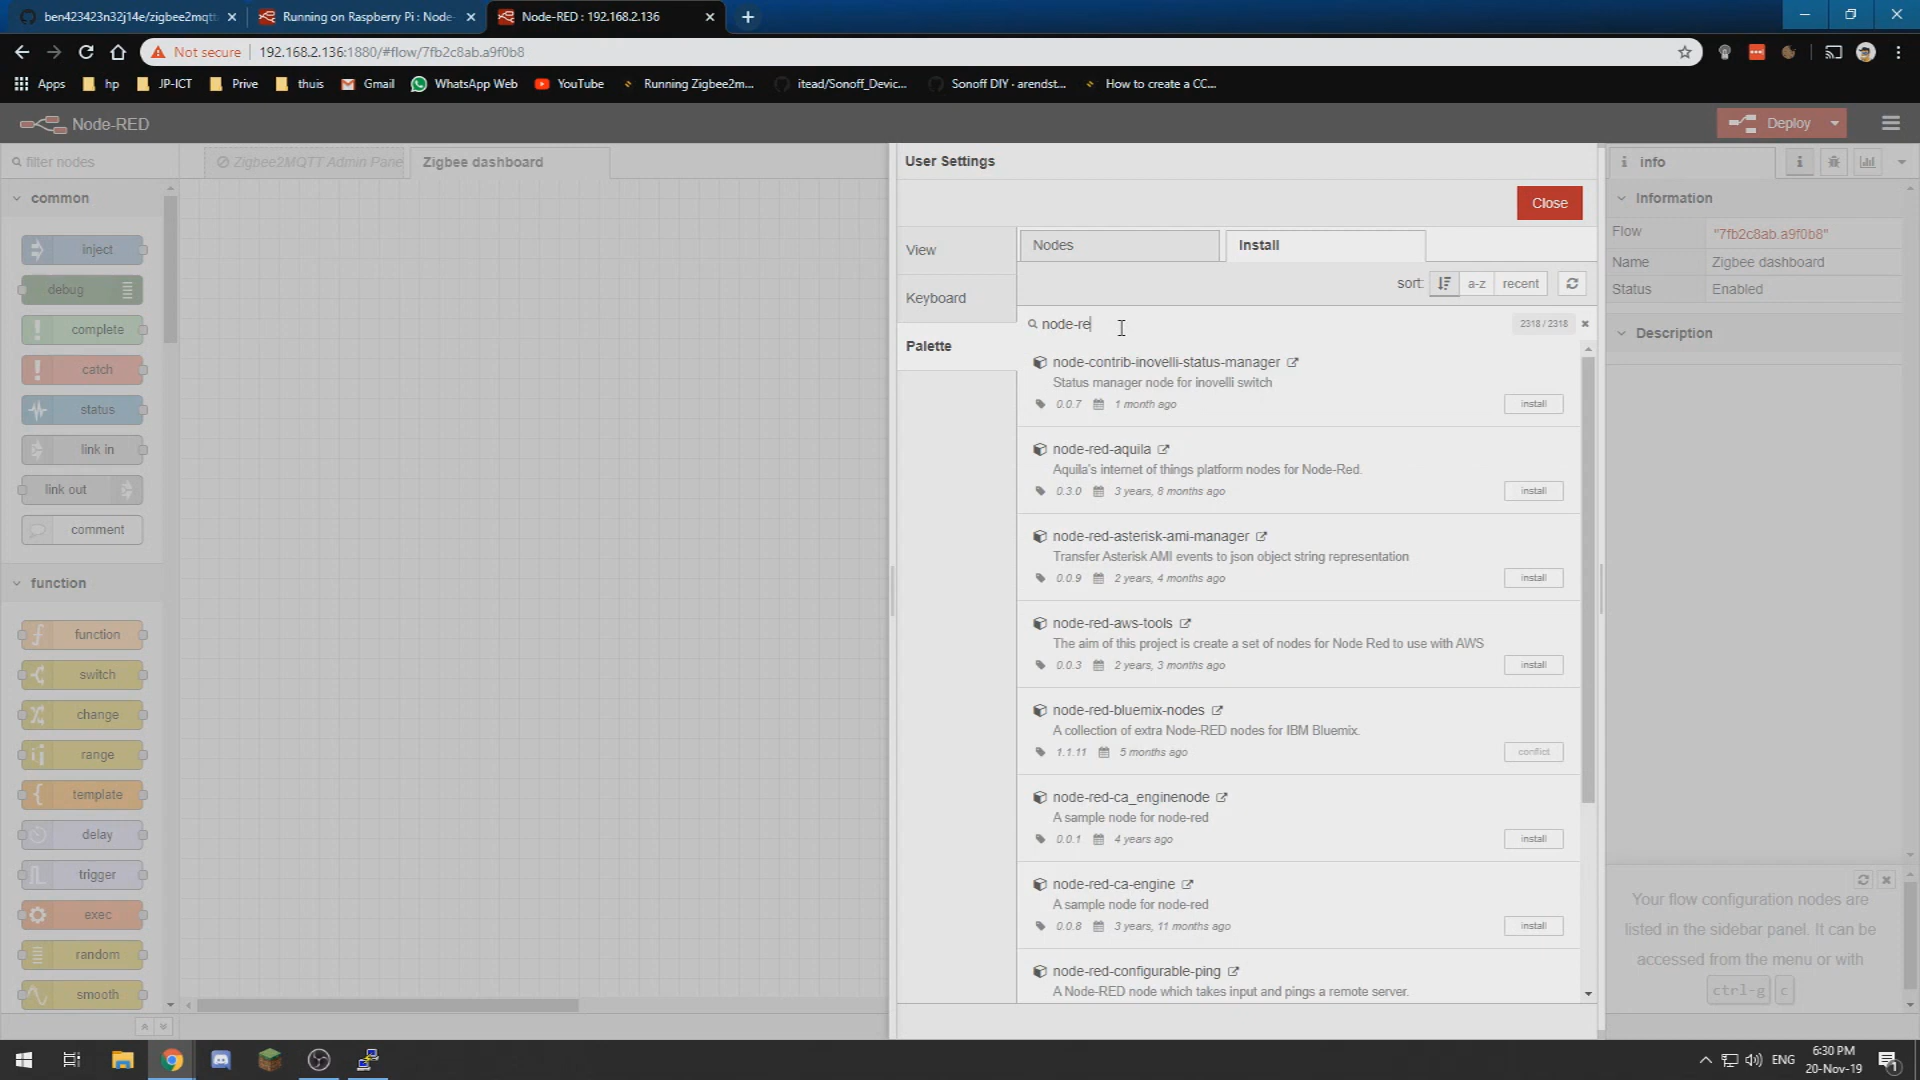 ben423423n32j14e/zigbee2mqtt
Running on Raspberry Pi : Node-
Node-RED : 192.168.2.136
Not secure
192.168.2.136:1880/#flow/7fb2c8ab.a9f0b8
Apps
hp
JP-ICT
Prive
thuis
Gmail
WhatsApp Web
YouTube
Running Zigbee2m...
itead/Sonoff_Devic...
Sonoff DIY · arendst...
How to create a CC...
Node-RED
Deploy
filter nodes
common
inject
debug
complete
catch
status
link in
link out
comment
function
function
switch
change
range
template
delay
trigger
exec
random
smooth
Zigbee2MQTT Admin Pane
Zigbee dashboard
User Settings
Close
View
Keyboard
Palette
Nodes
Install
sort:
a-z
recent
node-re
2318 / 2318
node-contrib-inovelli-status-manager
Status manager node for inovelli switch
0.0.7
1 month ago
install
node-red-aquila
Aquila's internet of things platform nodes for Node-Red.
0.3.0
3 years, 8 months ago
install
node-red-asterisk-ami-manager
Transfer Asterisk AMI events to json object string representation
0.0.9
2 years, 4 months ago
install
node-red-aws-tools
The aim of this project is create a set of nodes for Node Red to use with AWS
0.0.3
2 years, 3 months ago
install
node-red-bluemix-nodes
A collection of extra Node-RED nodes for IBM Bluemix.
1.1.11
5 months ago
conflict
node-red-ca_enginenode
A sample node for node-red
0.0.1
4 years ago
install
node-red-ca-engine
A sample node for node-red
0.0.8
3 years, 11 months ago
install
node-red-configurable-ping
A Node-RED node which takes input and pings a remote server.
info
Information
Flow
"7fb2c8ab.a9f0b8"
Name
Zigbee dashboard
Status
Enabled
Description
Your flow configuration nodes are
listed in the sidebar panel. It can be
accessed from the menu or with
ctrl-g
c
ENG
6:30 PM
20-Nov-19
1